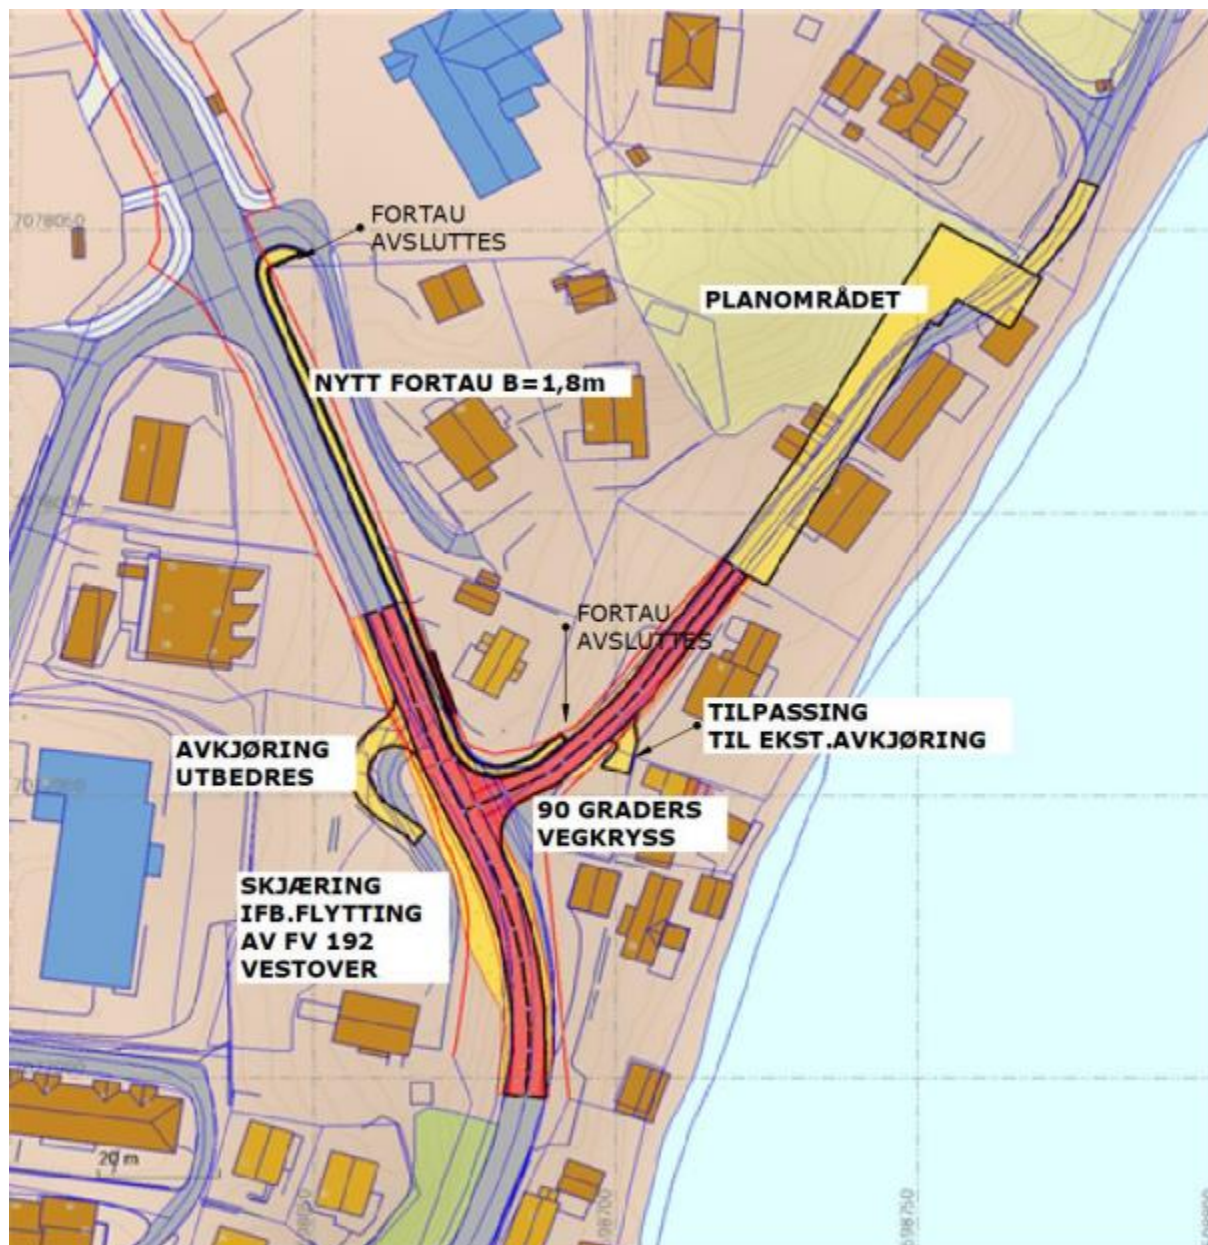 FORTAU
AVSLUTTES
7078050
PLANOMRÅDET
NYTT FORTAU B=1,8m
FORTAU
AVSLUTTES
TILPASSING
TIL EKST.AVKJØRING
AVKJØRING
UTBEDRES
90 GRADERS
VEGKRYSS
SKJÆRING
IFB.FLYTTING
AV FV 192
VESTOVER
20 m